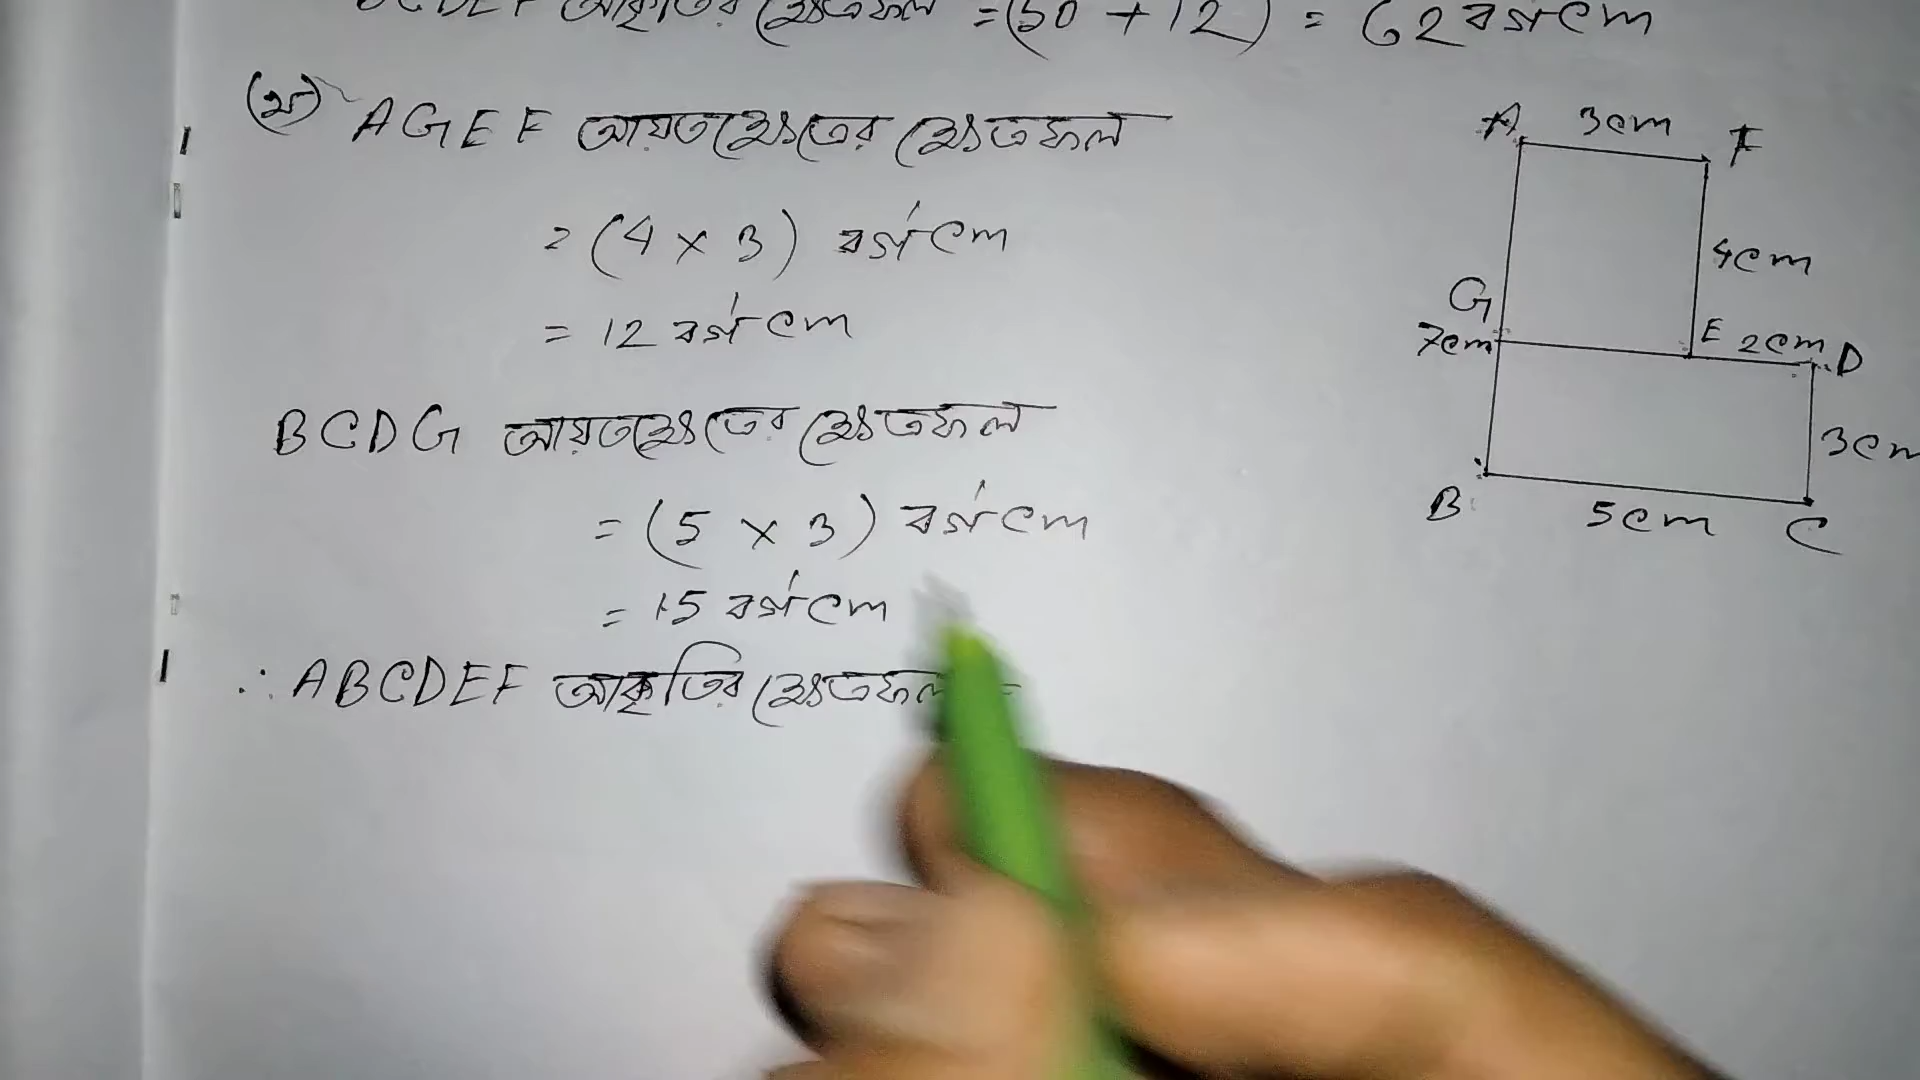 BCDEF আকৃতির ক্ষেত্রফল = (50 + 12) = 62 বর্গcm
(খ) AGEF আয়তক্ষেত্রের ক্ষেত্রফল
= (4 × 3) বর্গcm
= 12 বর্গcm
BCDG আয়তক্ষেত্রের ক্ষেত্রফল
= (5 × 3) বর্গcm
= 15 বর্গcm
∴ ABCDEF আকৃতির ক্ষেত্রফল =
A 3cm F
4cm
G
7cm E 2cm D
3cm
B 5cm C